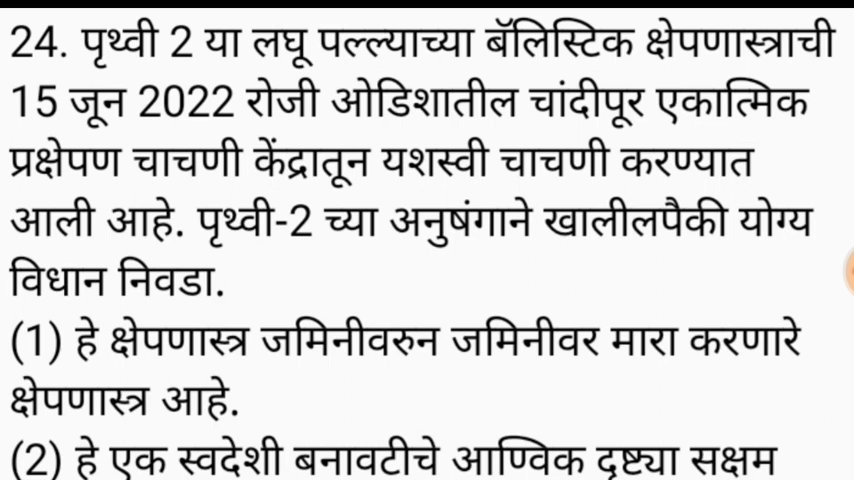 24. पृथ्वी 2 या लघू पल्ल्याच्या बॅलिस्टिक क्षेपणास्त्राची
15 जून 2022 रोजी ओडिशातील चांदीपूर एकात्मिक
प्रक्षेपण चाचणी केंद्रातून यशस्वी चाचणी करण्यात
आली आहे. पृथ्वी-2 च्या अनुषंगाने खालीलपैकी योग्य
विधान निवडा.
(1) हे क्षेपणास्त्र जमिनीवरुन जमिनीवर मारा करणारे
क्षेपणास्त्र आहे.
(2) हे एक स्वदेशी बनावटीचे आण्विक दृष्ट्या सक्षम